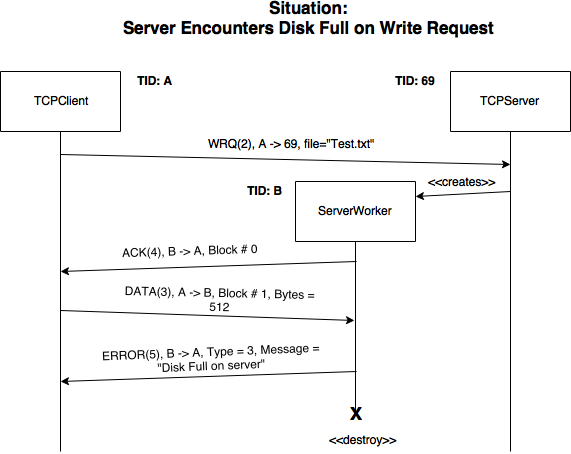 Situation:
Server Encounters Disk Full on Write Request
TID: A
TID: 69
TCPClient
TCPServer
WRQ(2), A -> 69, file="Test.txt"
<<creates>>
TID: B
ServerWorker
ACK(4), B -> A, Block # 0
DATA(3), A -> B, Block # 1, Bytes =
512
ERROR(5), B -> A, Type = 3, Message =
"Disk Full on server"
X
<<destroy>>